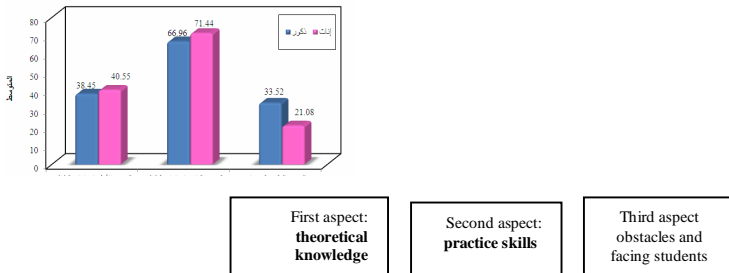 80
70
60
50
40
30
20
10
0
المتوسط
38.45
40.55
66.96
71.44
33.52
21.08
ذكور
إناث
First aspect:
theoretical
knowledge
Second aspect:
practice skills
Third aspect
obstacles and
facing students